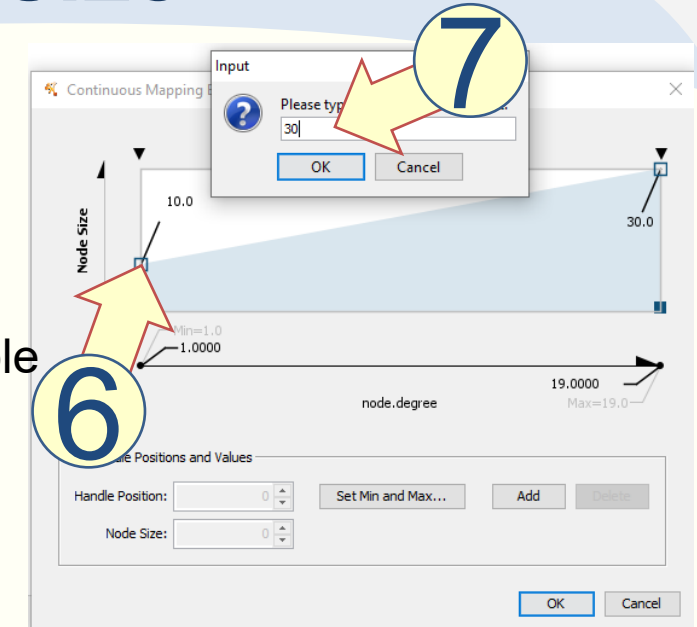 Input
7
Continuous Mapping
Please typ
30
OK Cancel
10.0
30.0
Node Size
Min=1.0
1.0000
6
19.0000
node.degree
Max=19.0
Positions and Values
Handle Position: 0 Set Min and Max... Add Delete
Node Size: 0
OK Cancel